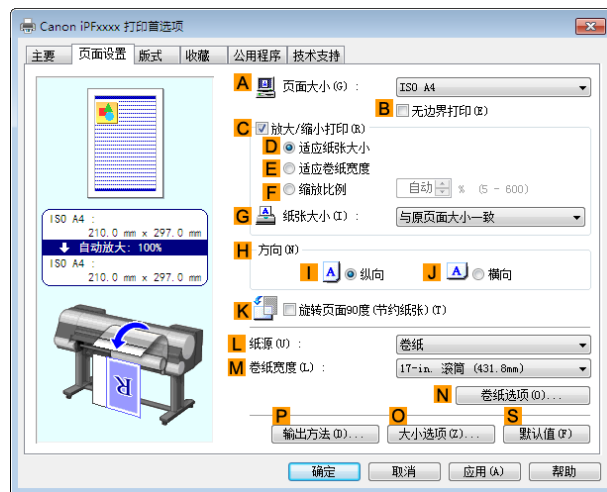 Canon iPFxxxx 打印首选项
主要 页面设置 版式 收藏 公用程序 技术支持
A 页面大小(G) : ISO A4
B 无边界打印(E)
C 放大/缩小打印(R)
D 适应纸张大小
E 适应卷纸宽度
F 缩放比例 自动 % (5 - 600)
G 纸张大小(I) : 与原页面大小一致
ISO A4 :
210.0 mm x 297.0 mm
自动放大: 100%
ISO A4 :
210.0 mm x 297.0 mm
H 方向(N)
I A 纵向 J A 横向
K 旋转页面90度(节约纸张)(T)
L 纸源(U) : 卷纸
M 卷纸宽度(L) : 17-in. 滚筒 (431.8mm)
R
N 卷纸选项(O)...
P O S
输出方法(D)... 大小选项(Z)... 默认值(F)
确定 取消 应用(A) 帮助